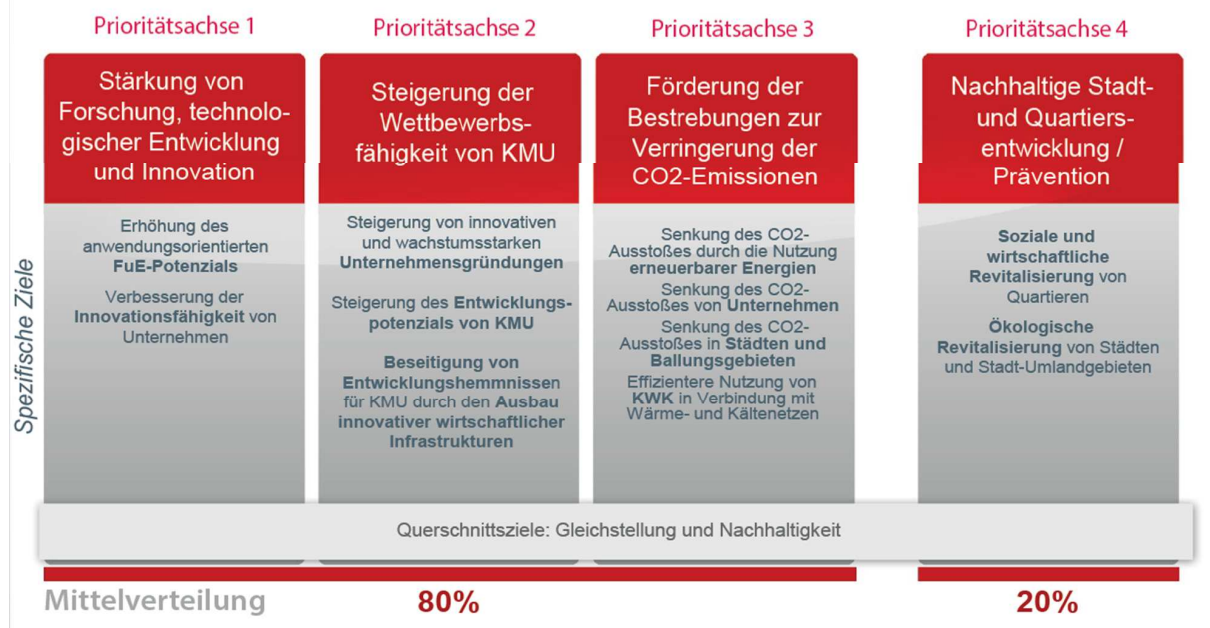 Prioritätsachse 1
Stärkung von
Forschung, technolo-
gischer Entwicklung
und Innovation
Erhöhung des
anwendungsorientierten
FuE-Potenzials
Verbesserung der
Innovationsfähigkeit von
Unternehmen
Prioritätsachse 2
Steigerung der
Wettbewerbs-
fähigkeit von KMU
Steigerung von innovativen
und wachstumsstarken
Unternehmensgründungen
Steigerung des Entwicklungs-
potenzials von KMU
Beseitigung von
Entwicklungshemmnissen
für KMU durch den Ausbau
innovativer wirtschaftlicher
Infrastrukturen
Prioritätsachse 3
Förderung der
Bestrebungen zur
Verringerung der
CO2-Emissionen
Senkung des CO2-
Ausstoßes durch die Nutzung
erneuerbarer Energien
Senkung des CO2-
Ausstoßes von Unternehmen
Senkung des CO2-
Ausstoßes in Städten und
Ballungsgebieten
Effizientere Nutzung von
KWK in Verbindung mit
Wärme- und Kältenetzen
Prioritätsachse 4
Nachhaltige Stadt-
und Quartiers-
entwicklung /
Prävention
Soziale und
wirtschaftliche
Revitalisierung von
Quartieren
Ökologische
Revitalisierung von Städten
und Stadt-Umlandgebieten
Spezifische Ziele
Querschnittsziele: Gleichstellung und Nachhaltigkeit
Mittelverteilung
80%
20%